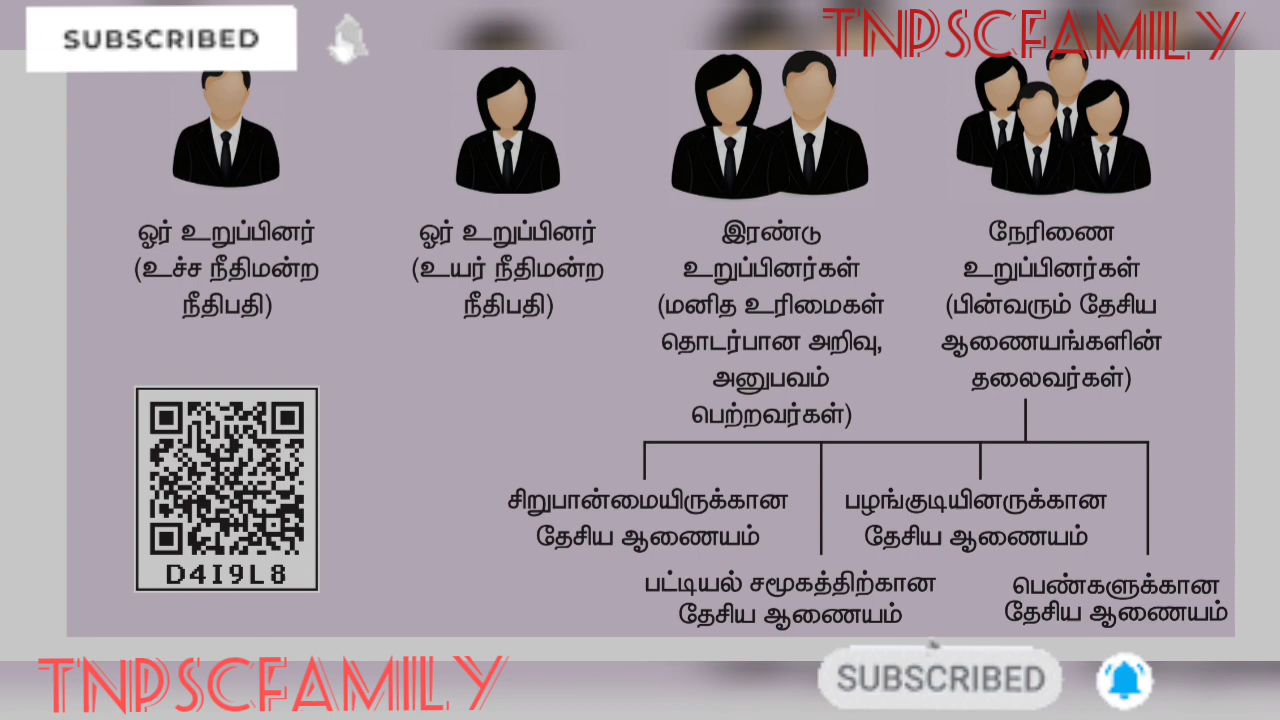 SUBSCRIBED
TNPSCFAMILY
ஓர் உறுப்பினர்
(உச்ச நீதிமன்ற
நீதிபதி)
ஓர் உறுப்பினர்
(உயர் நீதிமன்ற
நீதிபதி)
இரண்டு
உறுப்பினர்கள்
(மனித உரிமைகள்
தொடர்பான அறிவு,
அனுபவம்
பெற்றவர்கள்)
நேரிணை
உறுப்பினர்கள்
(பின்வரும் தேசிய
ஆணையங்களின்
தலைவர்கள்)
சிறுபான்மையிருக்கான
தேசிய ஆணையம்
பழங்குடியினருக்கான
தேசிய ஆணையம்
பட்டியல் சமூகத்திற்கான
தேசிய ஆணையம்
பெண்களுக்கான
தேசிய ஆணையம்
D4I9L8
TNPSCFAMILY
SUBSCRIBED